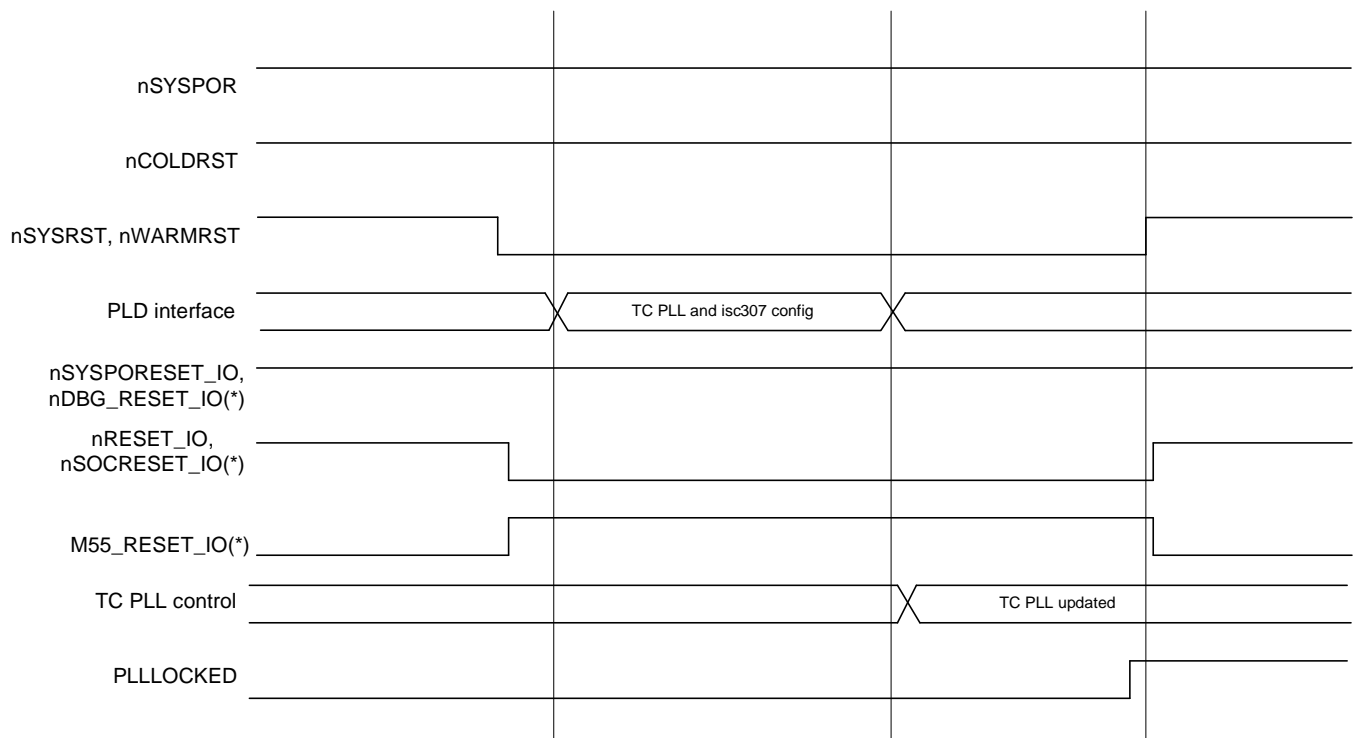 nSYSPOR
nCOLDRST
nSYSRST, nWARMRST
PLD interface
TC PLL and isc307 config
nSYSPORESET_IO,
nDBG_RESET_IO(*)
nRESET_IO,
nSOCRESET_IO(*)
M55_RESET_IO(*)
TC PLL control
TC PLL updated
PLLLOCKED